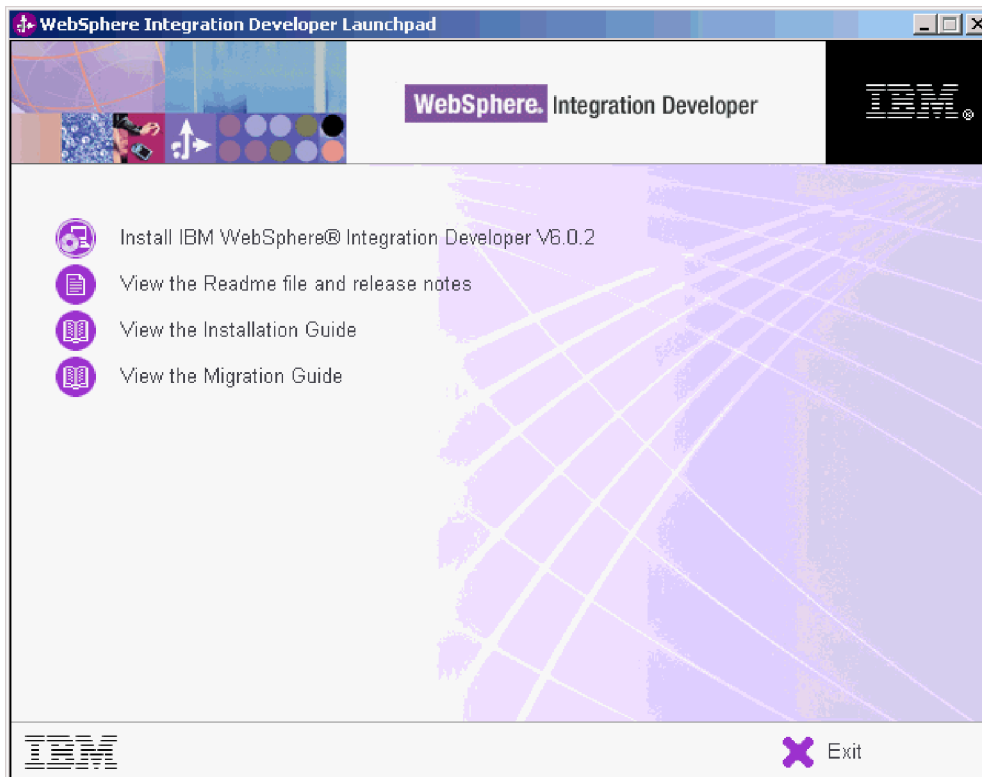 WebSphere Integration Developer Launchpad
WebSphere. Integration Developer
IBM®
Install IBM WebSphere® Integration Developer V6.0.2
View the Readme file and release notes
View the Installation Guide
View the Migration Guide
IBM
Exit